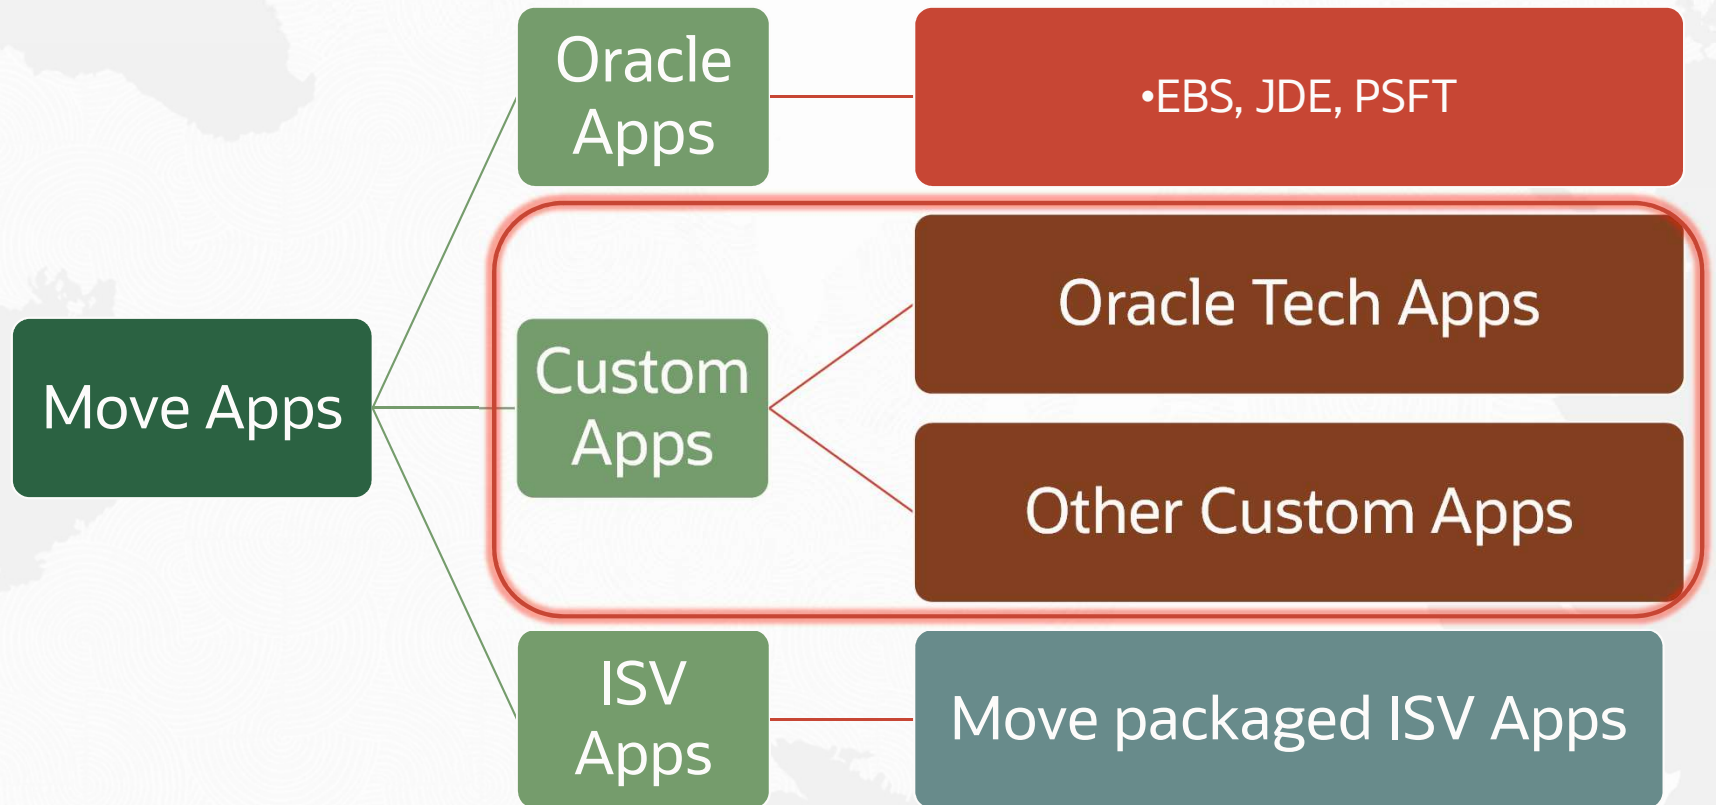 Move Apps
Oracle
Apps
•EBS, JDE, PSFT
Custom
Apps
Oracle Tech Apps
Other Custom Apps
ISV
Apps
Move packaged ISV Apps